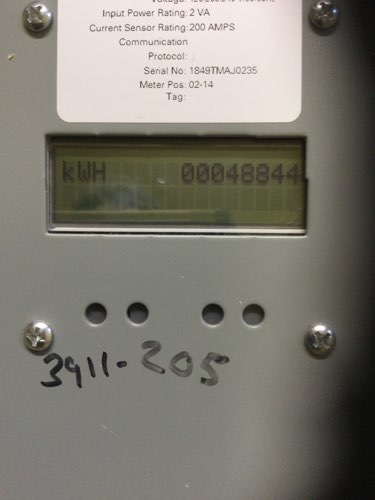 Input Power Rating: 2 VA
Current Sensor Rating: 200 AMPS
Communication
Protocol:
Serial No: 1849TMAJ0235
Meter Pos: 02-14
Tag:
kWH 00048844
3911-205